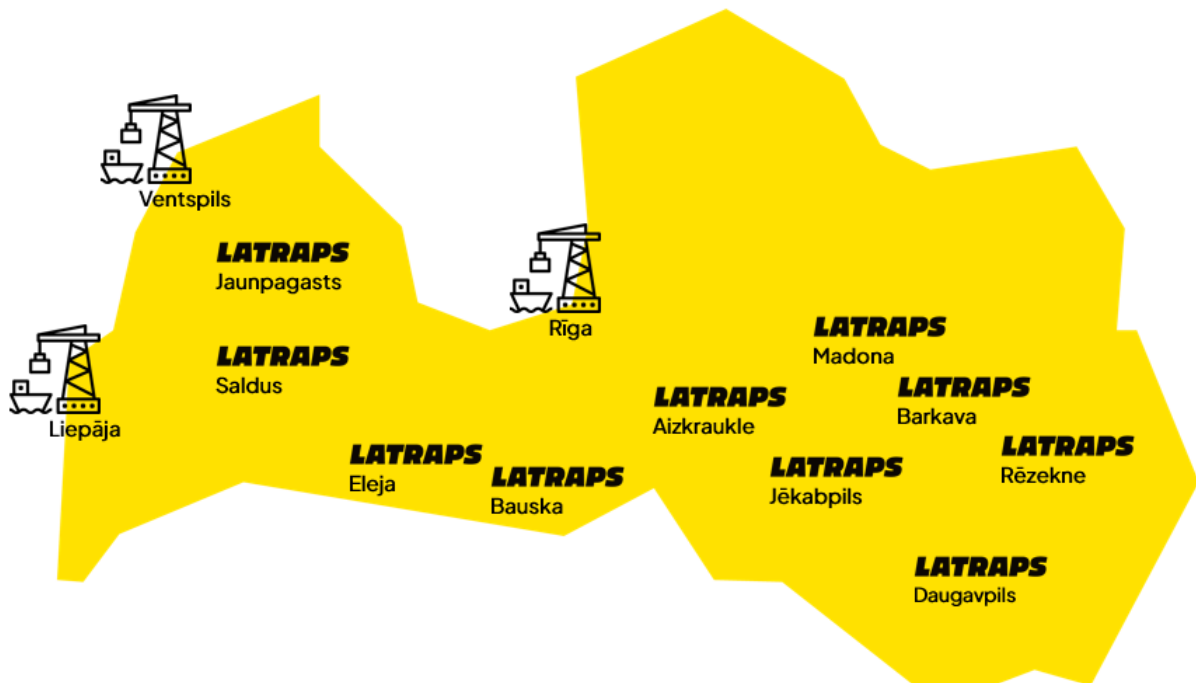 Ventspils
LATRAPS
Jaunpagasts
Rīga
LATRAPS
Madona
LATRAPS
Saldus
Liepāja
LATRAPS
Barkava
LATRAPS
Aizkraukle
LATRAPS
Rēzekne
LATRAPS
Eleja
LATRAPS
Jēkabpils
LATRAPS
Bauska
LATRAPS
Daugavpils